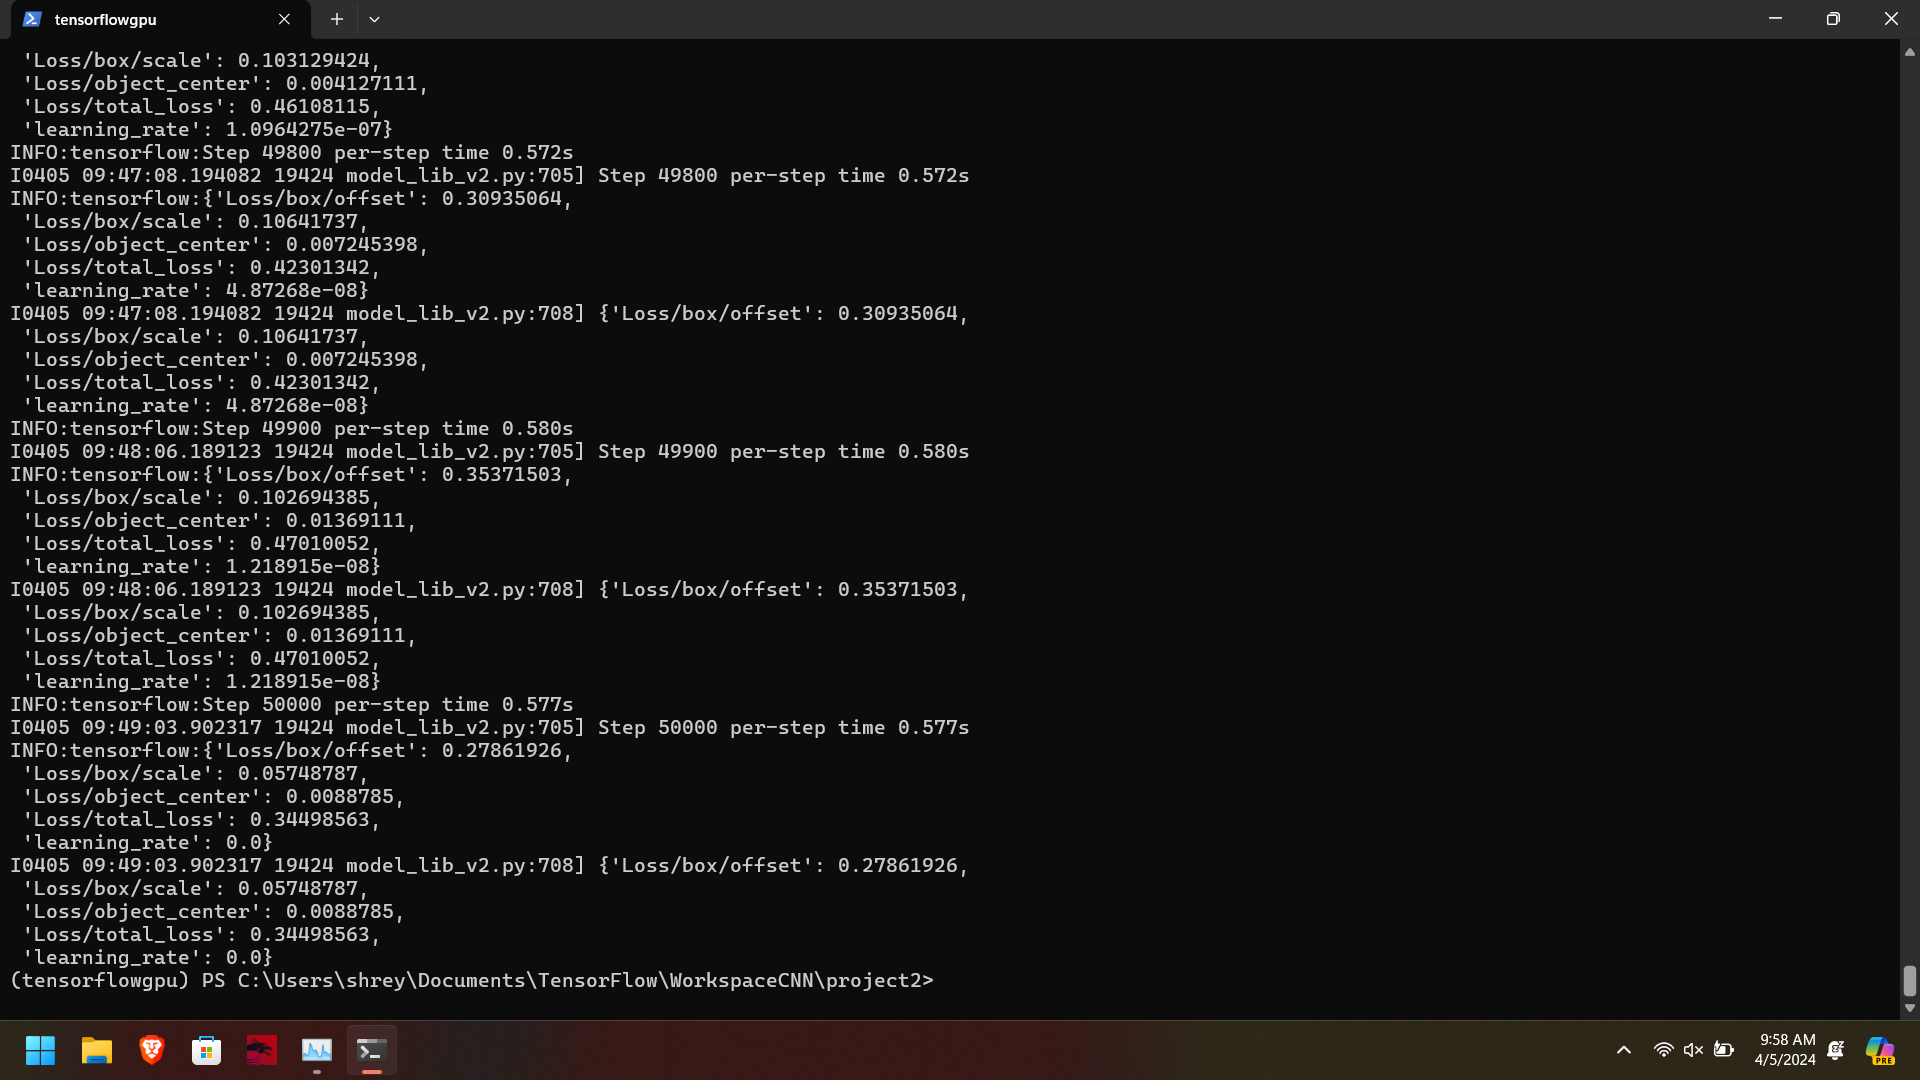 tensorflowgpu
'Loss/box/scale': 0.103129424,
'Loss/object_center': 0.004127111,
'Loss/total_loss': 0.46108115,
'learning_rate': 1.0964275e-07}
INFO:tensorflow:Step 49800 per-step time 0.572s
I0405 09:47:08.194082 19424 model_lib_v2.py:705] Step 49800 per-step time 0.572s
INFO:tensorflow:{'Loss/box/offset': 0.30935064,
'Loss/box/scale': 0.10641737,
'Loss/object_center': 0.007245398,
'Loss/total_loss': 0.42301342,
'learning_rate': 4.87268e-08}
I0405 09:47:08.194082 19424 model_lib_v2.py:708] {'Loss/box/offset': 0.30935064,
'Loss/box/scale': 0.10641737,
'Loss/object_center': 0.007245398,
'Loss/total_loss': 0.42301342,
'learning_rate': 4.87268e-08}
INFO:tensorflow:Step 49900 per-step time 0.580s
I0405 09:48:06.189123 19424 model_lib_v2.py:705] Step 49900 per-step time 0.580s
INFO:tensorflow:{'Loss/box/offset': 0.35371503,
'Loss/box/scale': 0.102694385,
'Loss/object_center': 0.01369111,
'Loss/total_loss': 0.47010052,
'learning_rate': 1.218915e-08}
I0405 09:48:06.189123 19424 model_lib_v2.py:708] {'Loss/box/offset': 0.35371503,
'Loss/box/scale': 0.102694385,
'Loss/object_center': 0.01369111,
'Loss/total_loss': 0.47010052,
'learning_rate': 1.218915e-08}
INFO:tensorflow:Step 50000 per-step time 0.577s
I0405 09:49:03.902317 19424 model_lib_v2.py:705] Step 50000 per-step time 0.577s
INFO:tensorflow:{'Loss/box/offset': 0.27861926,
'Loss/box/scale': 0.05748787,
'Loss/object_center': 0.0088785,
'Loss/total_loss': 0.34498563,
'learning_rate': 0.0}
I0405 09:49:03.902317 19424 model_lib_v2.py:708] {'Loss/box/offset': 0.27861926,
'Loss/box/scale': 0.05748787,
'Loss/object_center': 0.0088785,
'Loss/total_loss': 0.34498563,
'learning_rate': 0.0}
(tensorflowgpu) PS C:\Users\shrey\Documents\TensorFlow\WorkspaceCNN\project2>
9:58 AM
4/5/2024
PRE